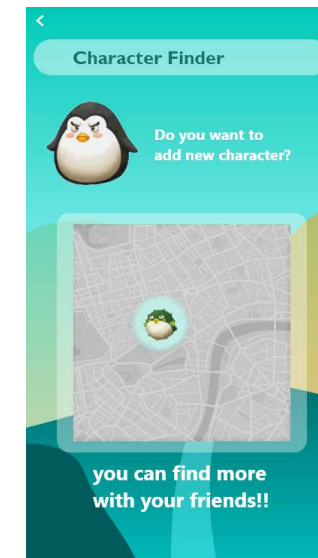 Character Finder
Do you want to
add new character?
you can find more
with your friends!!